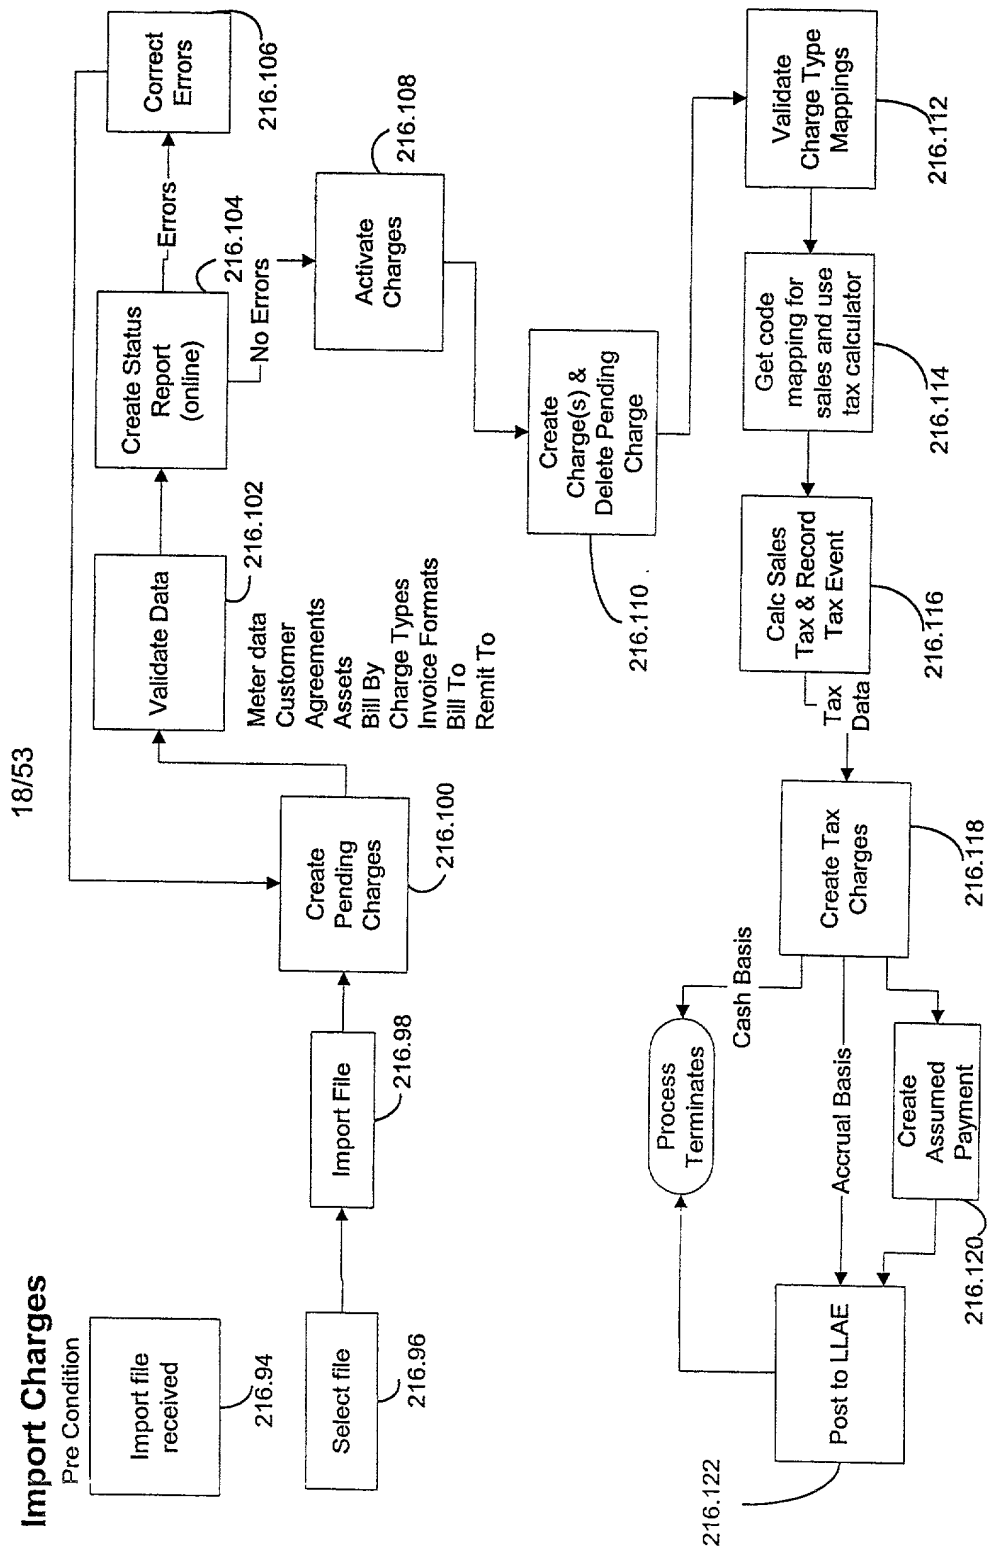 18/53
Import Charges
Pre Condition
Import file
received
216.94
Select file
216.96
Import File
216.98
Create
Pending
Charges
216.100
Validate Data
216.102
Meter data
Customer
Agreements
Assets
Bill By
Charge Types
Invoice Formats
Bill To
Remit To
Create Status
Report
(online)
216.104
Errors
No Errors
Correct
Errors
216.106
Activate
Charges
216.108
Create
Charge(s) &
Delete Pending
Charge
216.110
Validate
Charge Type
Mappings
216.112
Get code
mapping for
sales and use
tax calculator
216.114
Calc Sales
Tax & Record
Tax Event
216.116
Tax
Data
Create Tax
Charges
216.118
Cash Basis
Accrual Basis
Process
Terminates
Create
Assumed
Payment
216.120
Post to LLAE
216.122